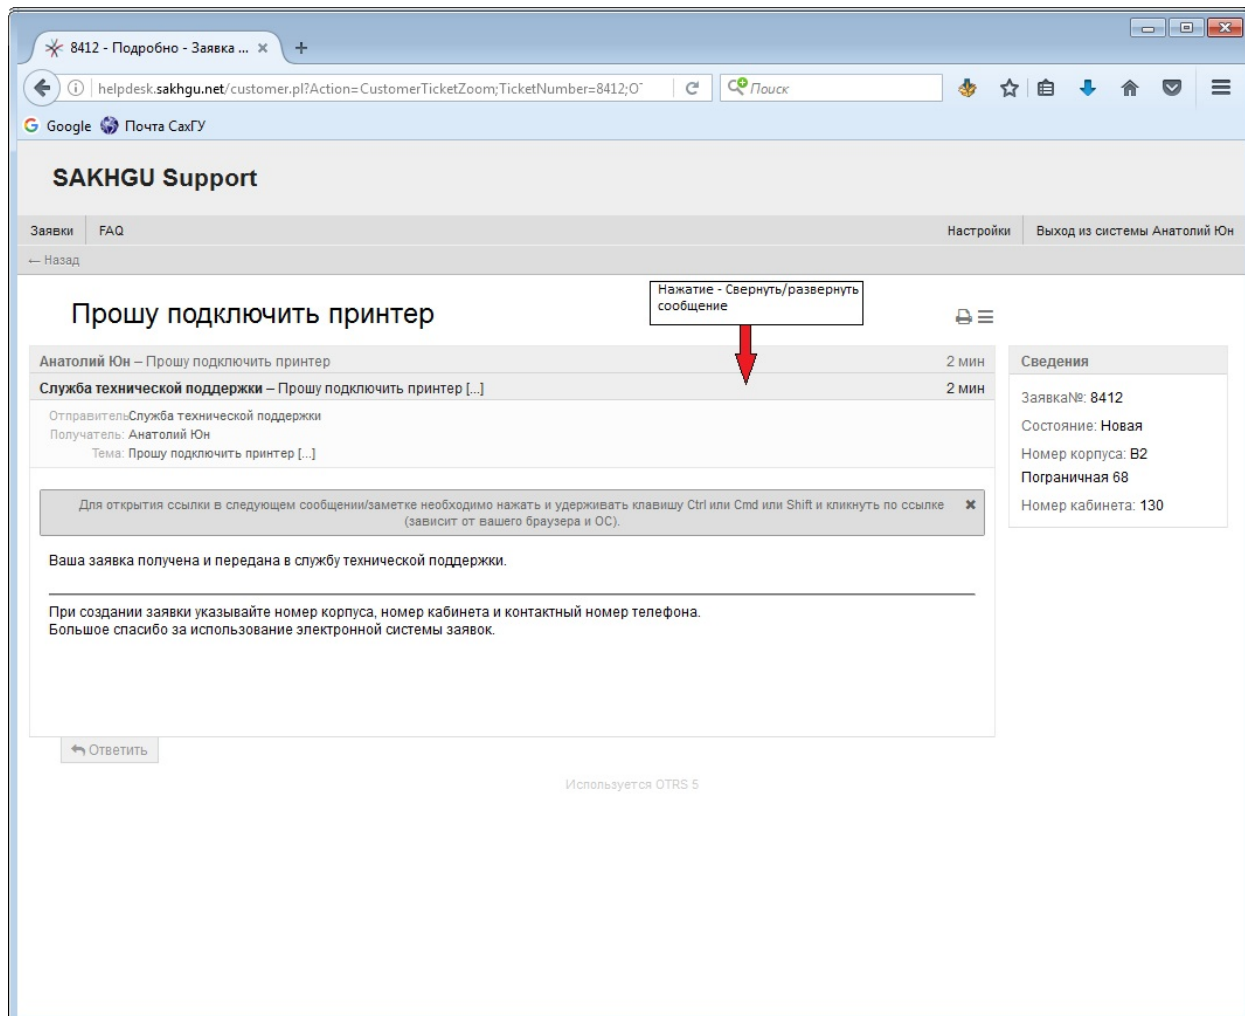 8412 - Подробно - Заявка ...
helpdesk.sakhgu.net/customer.pl?Action=CustomerTicketZoom;TicketNumber=8412;O
Поиск
Google Почта СахГУ
SAKHGU Support
Заявки FAQ Настройки Выход из системы Анатолий Юн
← Назад
Нажатие - Свернуть/развернуть
сообщение
Прошу подключить принтер
Анатолий Юн – Прошу подключить принтер 2 мин
Служба технической поддержки – Прошу подключить принтер [...] 2 мин
Отправитель Служба технической поддержки
Получатель: Анатолий Юн
Тема: Прошу подключить принтер [...]
Для открытия ссылки в следующем сообщении/заметке необходимо нажать и удерживать клавишу Ctrl или Cmd или Shift и кликнуть по ссылке
(зависит от вашего браузера и ОС).
Ваша заявка получена и передана в службу технической поддержки.
При создании заявки указывайте номер корпуса, номер кабинета и контактный номер телефона.
Большое спасибо за использование электронной системы заявок.
Ответить
Сведения
Заявка№: 8412
Состояние: Новая
Номер корпуса: B2
Пограничная 68
Номер кабинета: 130
Используется OTRS 5